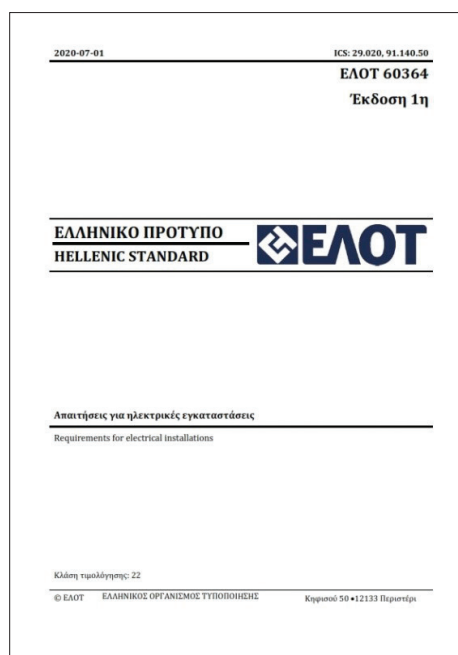 2020-07-01 ICS: 29.020, 91.140.50
ΕΛΟΤ 60364
Έκδοση 1η
ΕΛΛΗΝΙΚΟ ΠΡΟΤΥΠΟ
HELLENIC STANDARD
ΕΛΟΤ
Απαιτήσεις για ηλεκτρικές εγκαταστάσεις
Requirements for electrical installations
Κλάση τιμολόγησης: 22
© ΕΛΟΤ ΕΛΛΗΝΙΚΟΣ ΟΡΓΑΝΙΣΜΟΣ ΤΥΠΟΠΟΙΗΣΗΣ Κηφισού 50 •12133 Περιστέρι